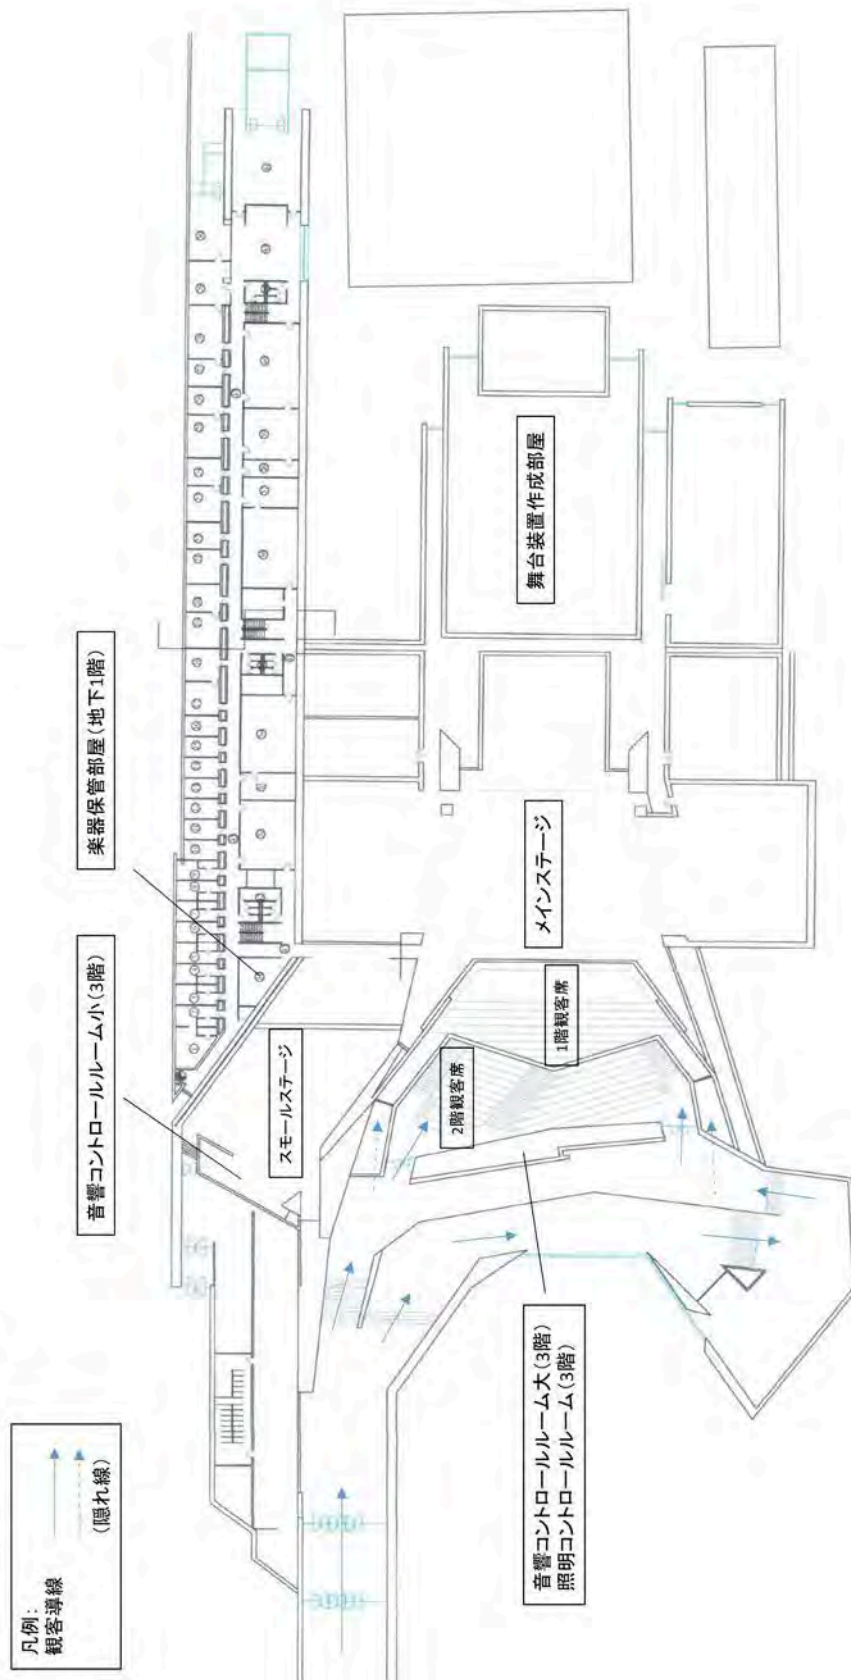 凡例：
観客導線
(隠れ線)
音響コントロールルーム小(3階)
楽器保管部屋(地下1階)
スモールステージ
2階観客席
1階観客席
メインステージ
舞台装置作成部屋
音響コントロールルーム大(3階)
照明コントロールルーム(3階)